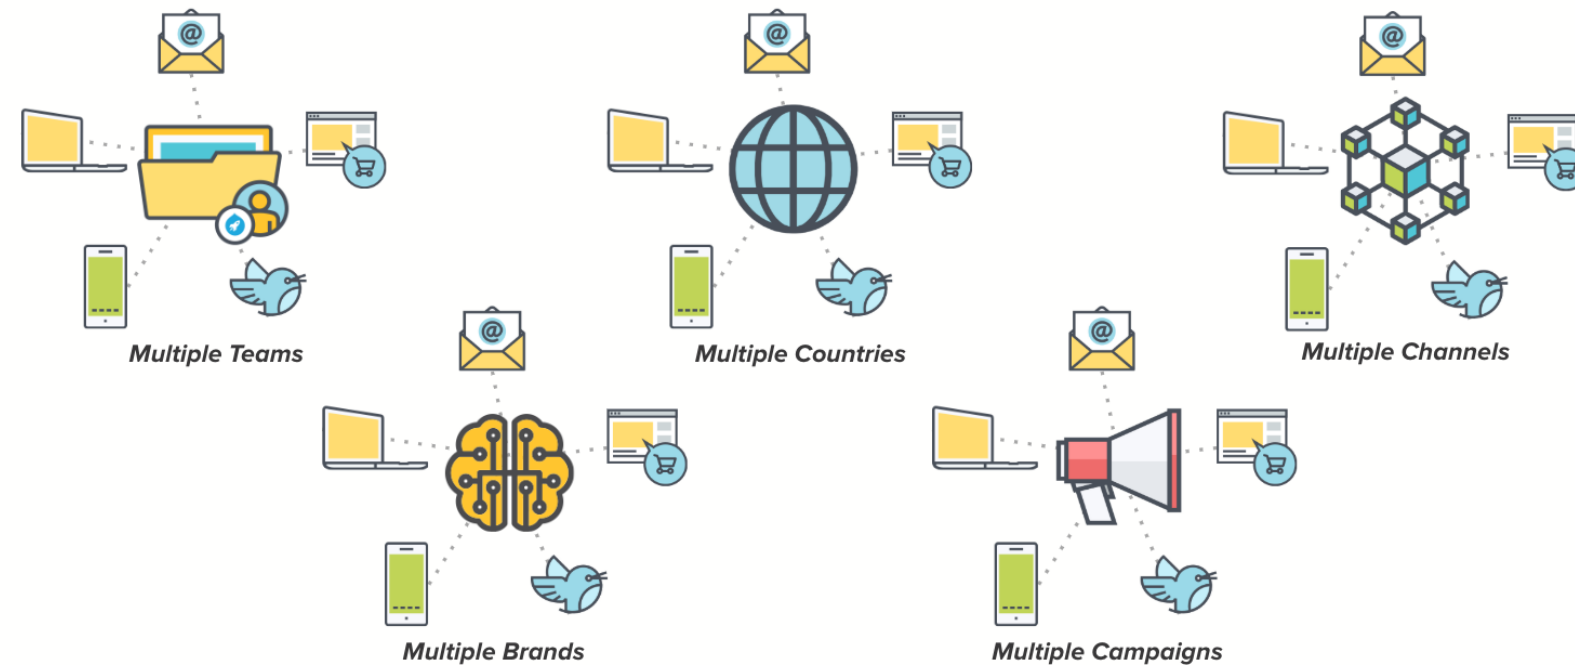 @
@
@
Multiple Teams
Multiple Countries
Multiple Channels
@
@
Multiple Brands
Multiple Campaigns